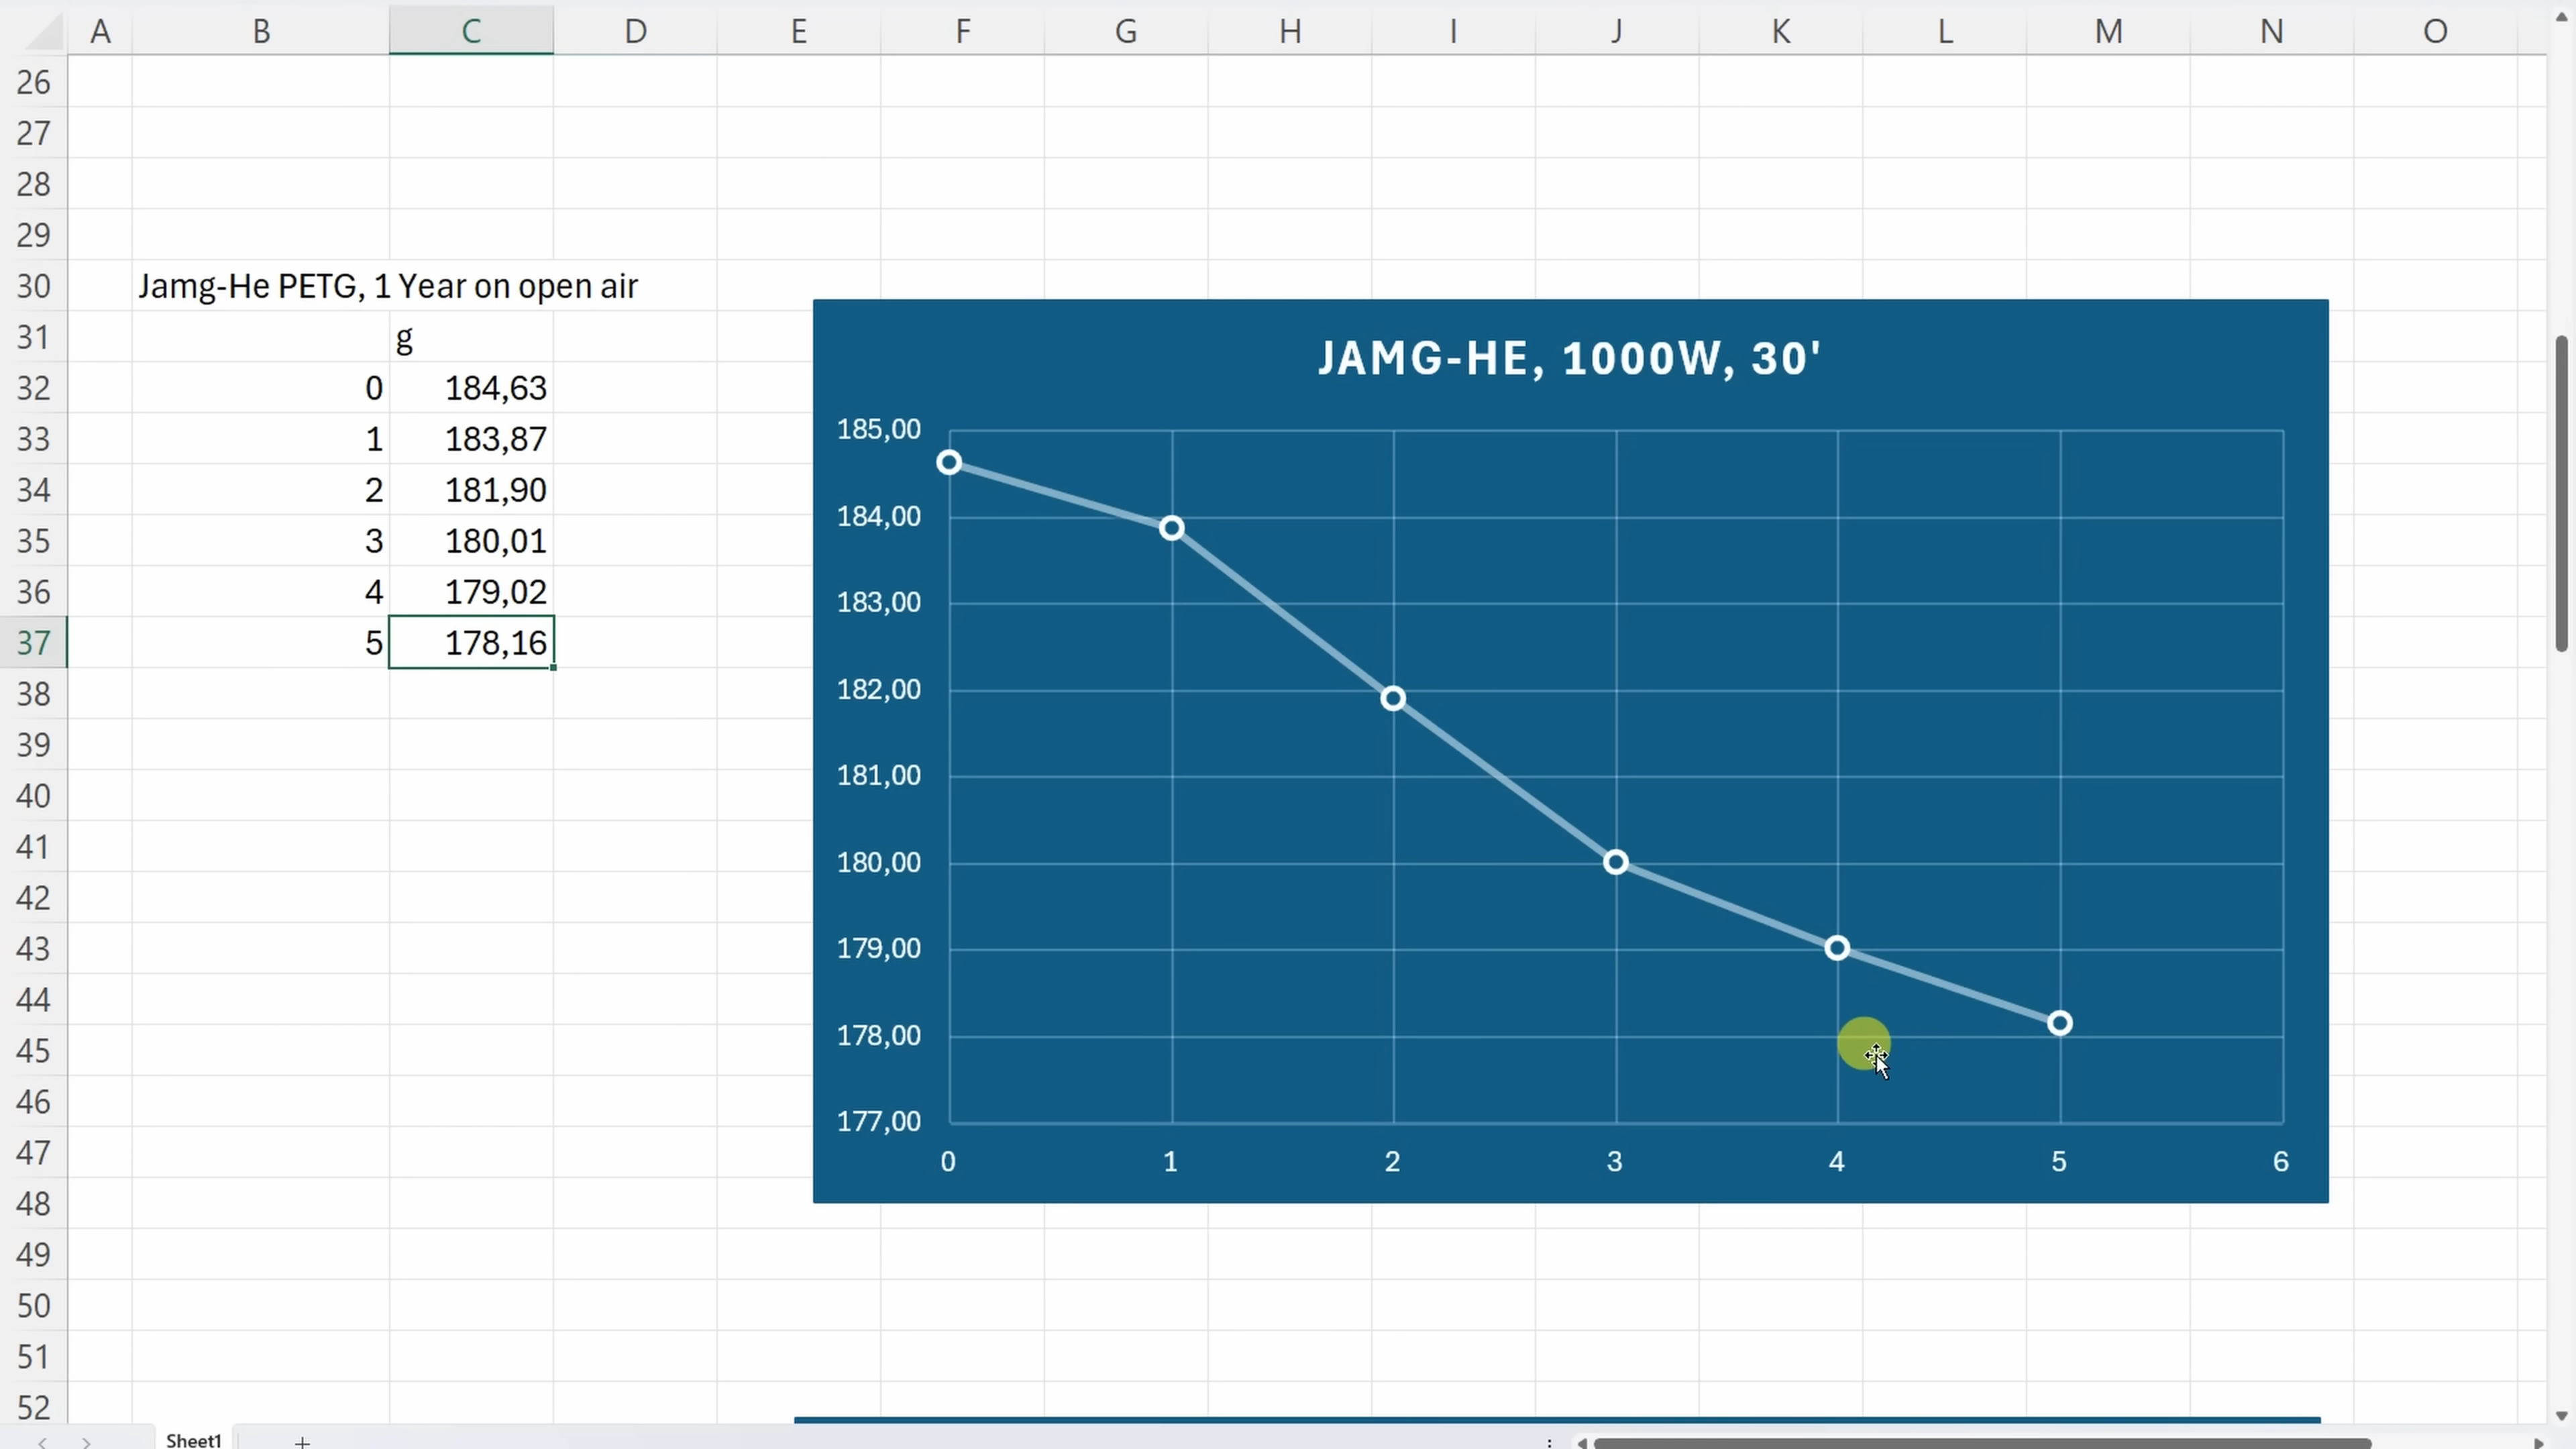 A B C D E F G H I J K L M N O
26
27
28
29
30 Jamg-He PETG, 1 Year on open air
31 g
32 0 184,63
33 1 183,87
34 2 181,90
35 3 180,01
36 4 179,02
37 5 178,16
38
39
40
41
42
43
44
45
46
47
48
49
50
51
52
JAMG-HE, 1000W, 30'
185,00
184,00
183,00
182,00
181,00
180,00
179,00
178,00
177,00
0 1 2 3 4 5 6
Sheet1